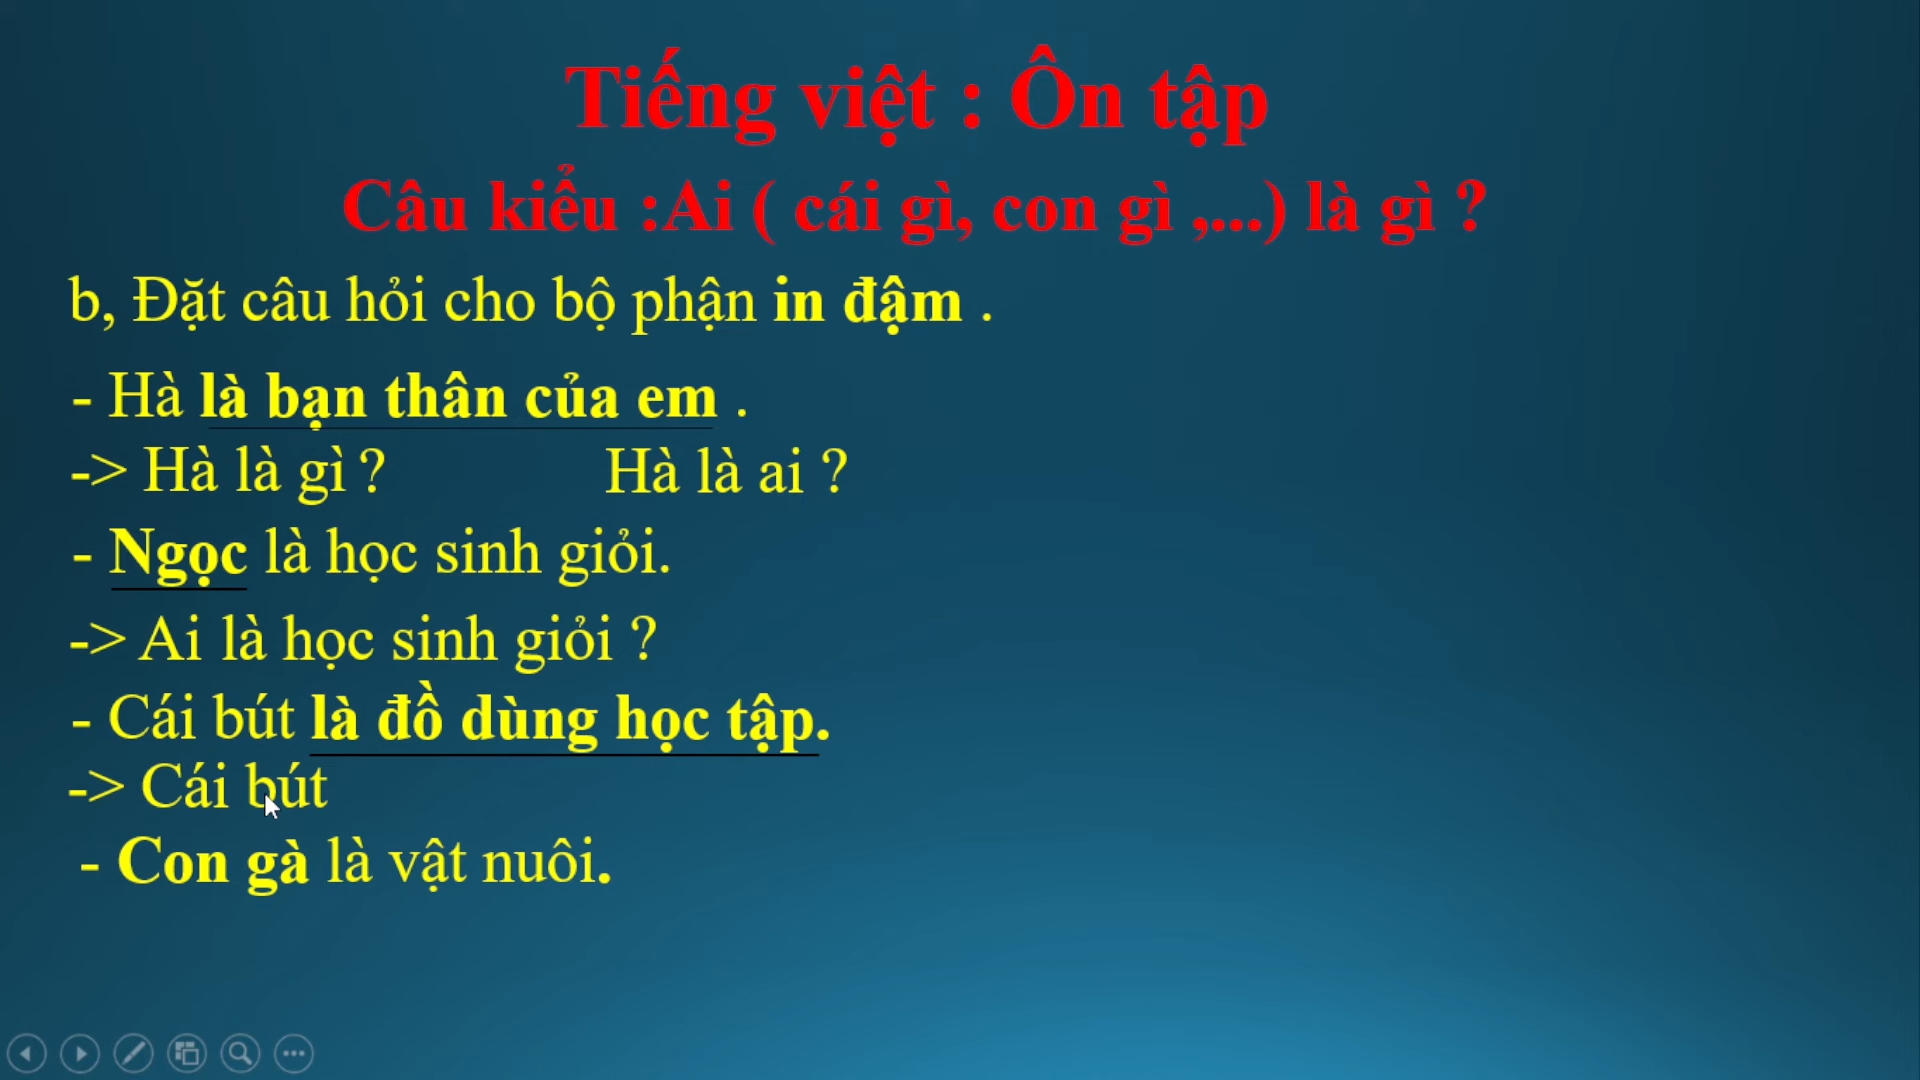 Tiếng việt : Ôn tập
Câu kiểu :Ai ( cái gì, con gì ,...) là gì ?
b, Đặt câu hỏi cho bộ phận in đậm .
- Hà là bạn thân của em .
-> Hà là gì ? Hà là ai ?
- Ngọc là học sinh giỏi.
-> Ai là học sinh giỏi ?
- Cái bút là đồ dùng học tập.
-> Cái bút
- Con gà là vật nuôi.